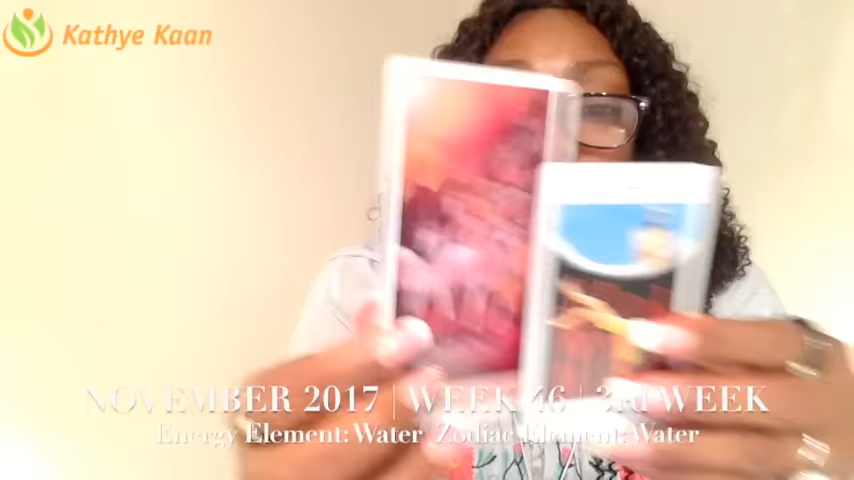 Kathye Kaan
NOVEMBER 2017 | WEEK 46 | 3rd WEEK
Energy Element: Water Zodiac Element: Water